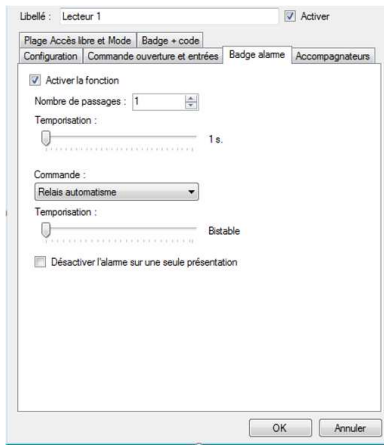 Libellé : Lecteur 1 Activer
Plage Accès libre et Mode Badge + code
Configuration Commande ouverture et entrées Badge alarme Accompagnateurs
Activer la fonction
Nombre de passages : 1
Temporisation :
1 s.
Commande :
Relais automatisme
Temporisation :
Bistable
Désactiver l'alarme sur une seule présentation
OK Annuler